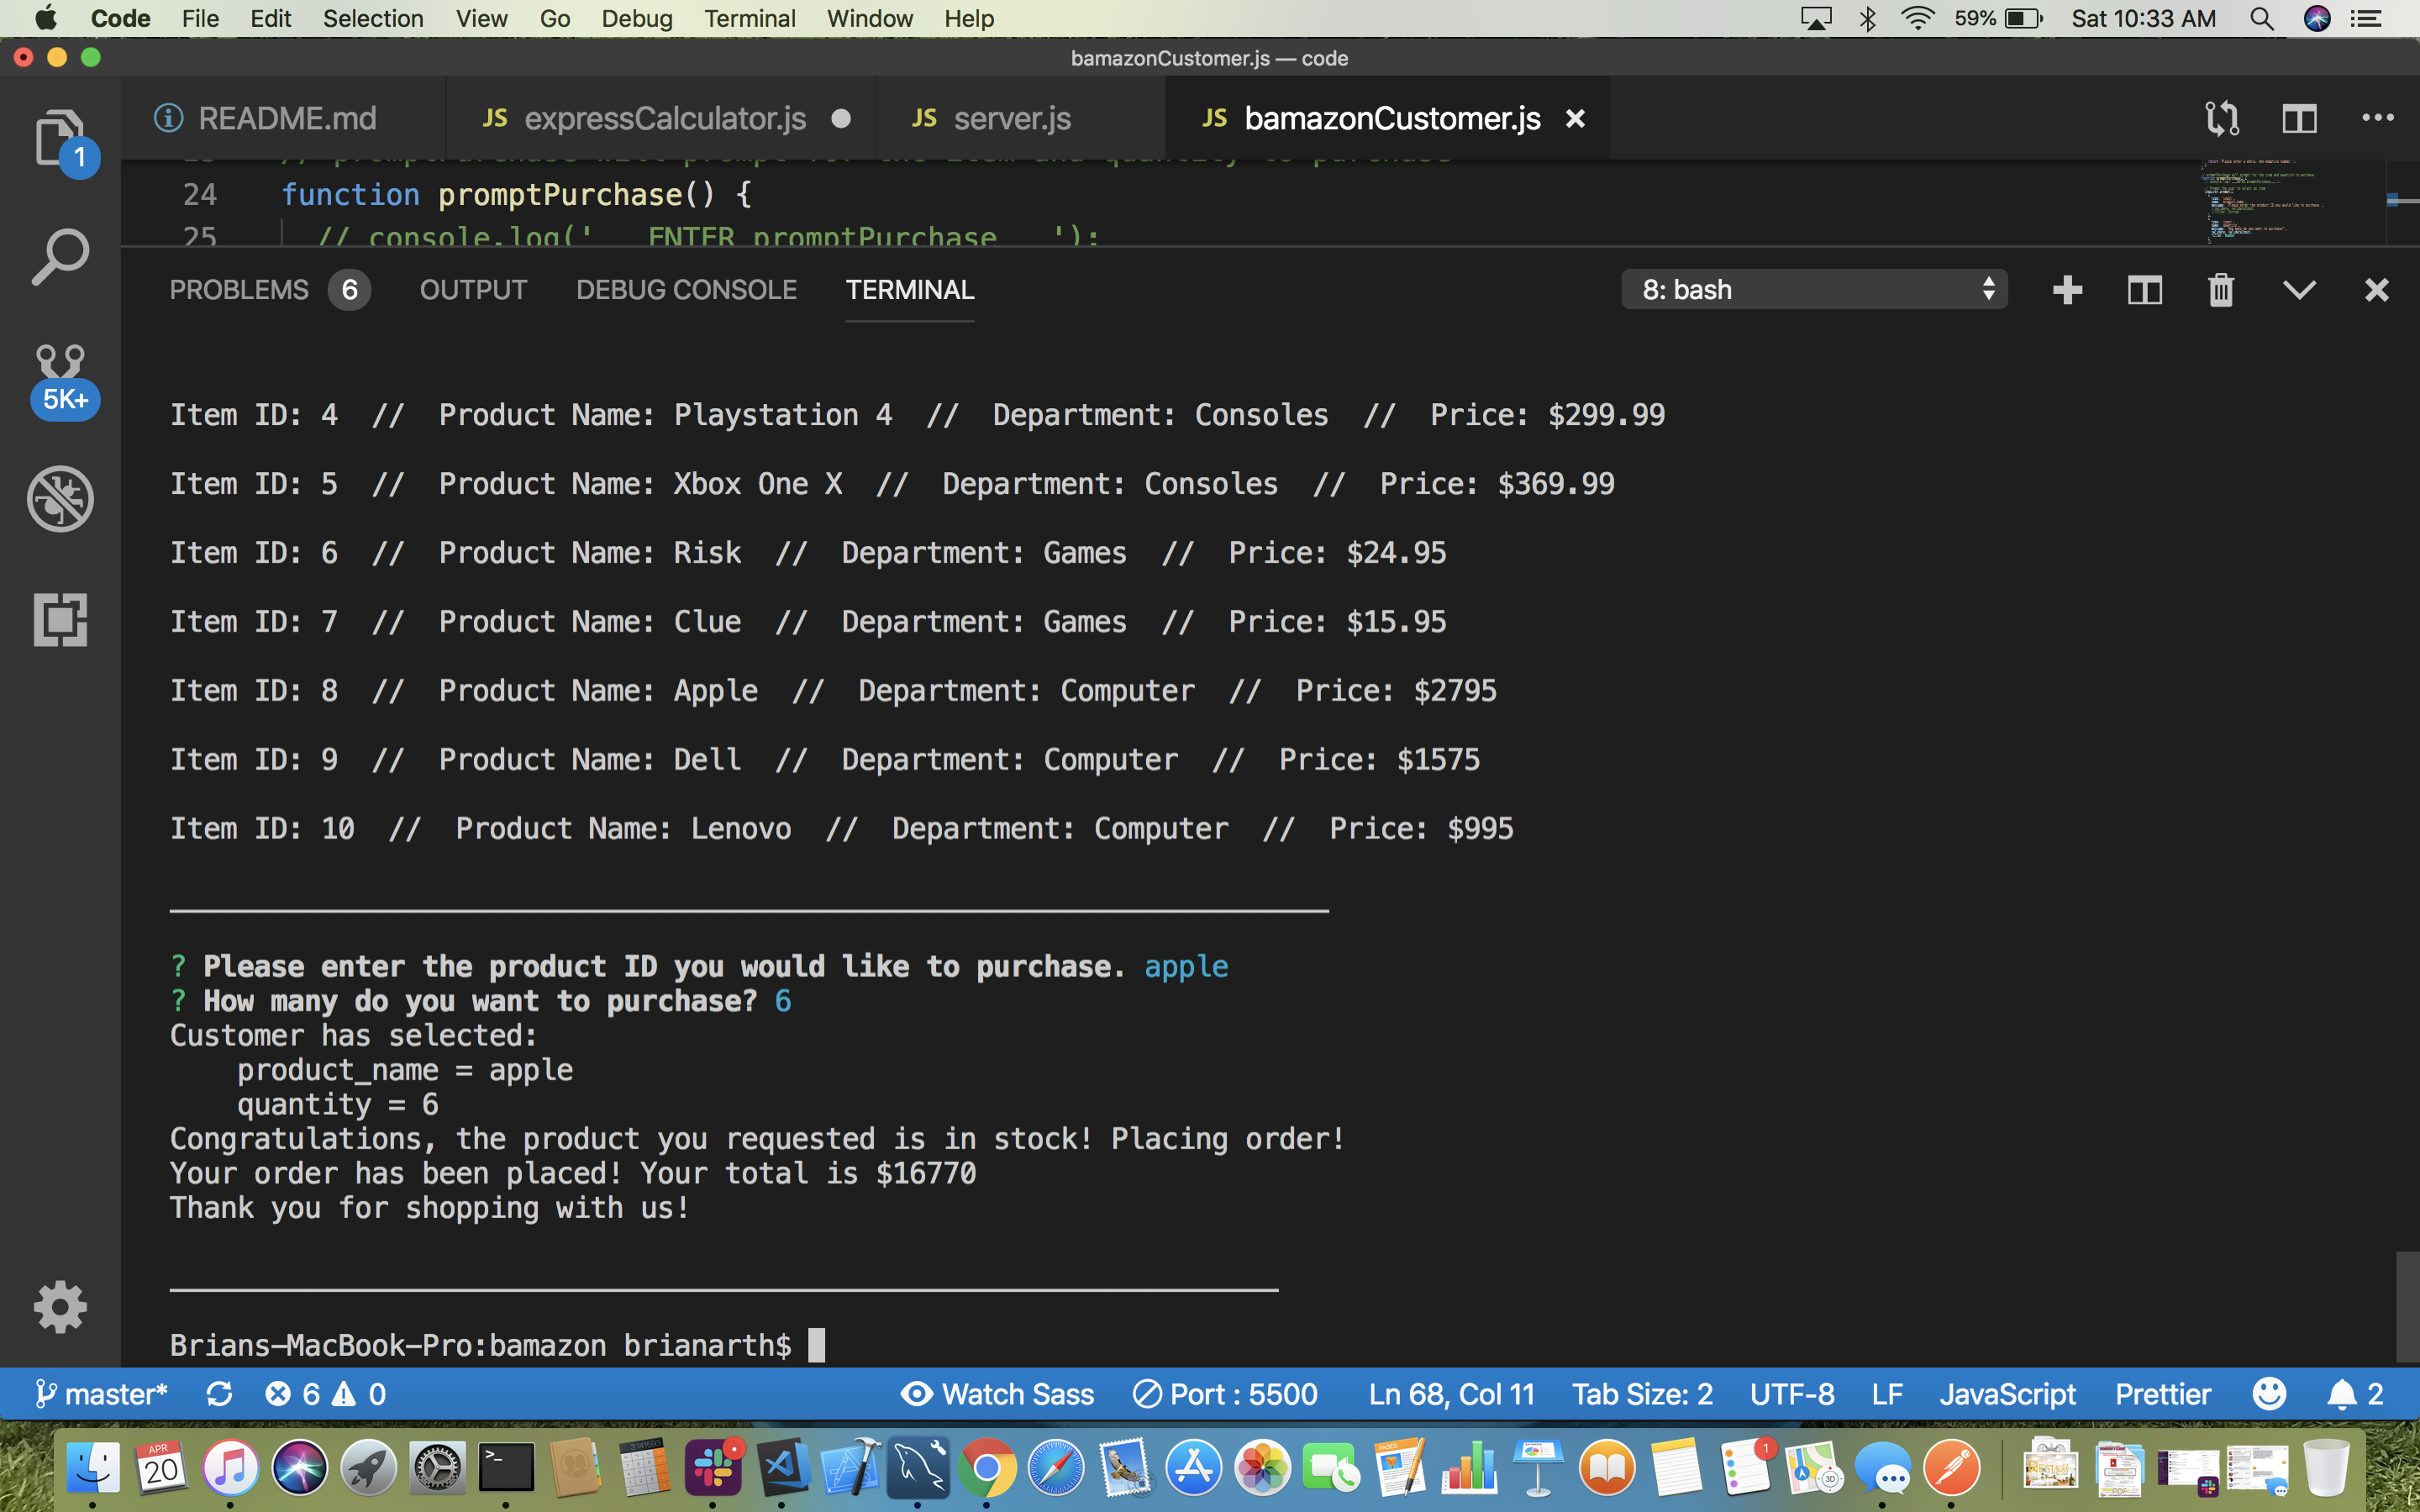 Code File Edit Selection View Go Debug Terminal Window Help 59% Sat 10:33 AM
bamazonCustomer.js — code
README.md JS expressCalculator.js JS server.js JS bamazonCustomer.js
1
24 function promptPurchase() {
25 // console.log('___ENTER promptPurchase___');
PROBLEMS 6 OUTPUT DEBUG CONSOLE TERMINAL 8: bash
5K+
Item ID: 4 // Product Name: Playstation 4 // Department: Consoles // Price: $299.99
Item ID: 5 // Product Name: Xbox One X // Department: Consoles // Price: $369.99
Item ID: 6 // Product Name: Risk // Department: Games // Price: $24.95
Item ID: 7 // Product Name: Clue // Department: Games // Price: $15.95
Item ID: 8 // Product Name: Apple // Department: Computer // Price: $2795
Item ID: 9 // Product Name: Dell // Department: Computer // Price: $1575
Item ID: 10 // Product Name: Lenovo // Department: Computer // Price: $995
? Please enter the product ID you would like to purchase. apple
? How many do you want to purchase? 6
Customer has selected:
product_name = apple
quantity = 6
Congratulations, the product you requested is in stock! Placing order!
Your order has been placed! Your total is $16770
Thank you for shopping with us!
Brians-MacBook-Pro:bamazon brianarth$
master* 6 0 Watch Sass Port : 5500 Ln 68, Col 11 Tab Size: 2 UTF-8 LF JavaScript Prettier 2
APR
20
PAGES
1
3D